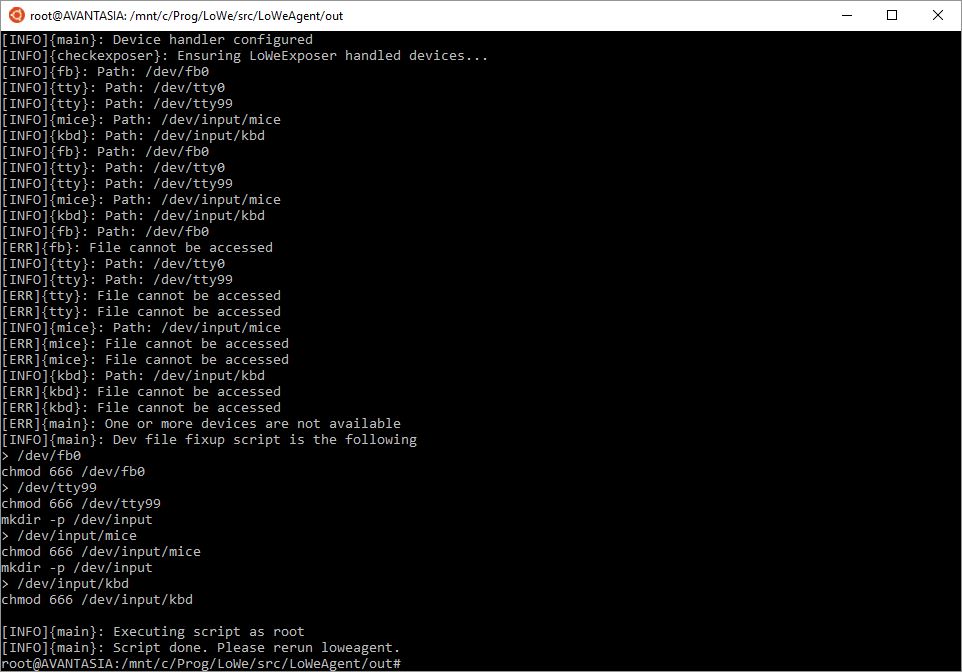 root@AVANTASIA: /mnt/c/Prog/LoWe/src/LoWeAgent/out
[INFO]{main}: Device handler configured
[INFO]{checkexposer}: Ensuring LoWeExposer handled devices...
[INFO]{fb}: Path: /dev/fb0
[INFO]{tty}: Path: /dev/tty0
[INFO]{tty}: Path: /dev/tty99
[INFO]{mice}: Path: /dev/input/mice
[INFO]{kbd}: Path: /dev/input/kbd
[INFO]{fb}: Path: /dev/fb0
[INFO]{tty}: Path: /dev/tty0
[INFO]{tty}: Path: /dev/tty99
[INFO]{mice}: Path: /dev/input/mice
[INFO]{kbd}: Path: /dev/input/kbd
[INFO]{fb}: Path: /dev/fb0
[ERR]{fb}: File cannot be accessed
[INFO]{tty}: Path: /dev/tty0
[INFO]{tty}: Path: /dev/tty99
[ERR]{tty}: File cannot be accessed
[ERR]{tty}: File cannot be accessed
[INFO]{mice}: Path: /dev/input/mice
[ERR]{mice}: File cannot be accessed
[ERR]{mice}: File cannot be accessed
[INFO]{kbd}: Path: /dev/input/kbd
[ERR]{kbd}: File cannot be accessed
[ERR]{kbd}: File cannot be accessed
[ERR]{main}: One or more devices are not available
[INFO]{main}: Dev file fixup script is the following
> /dev/fb0
chmod 666 /dev/fb0
> /dev/tty99
chmod 666 /dev/tty99
mkdir -p /dev/input
> /dev/input/mice
chmod 666 /dev/input/mice
mkdir -p /dev/input
> /dev/input/kbd
chmod 666 /dev/input/kbd
[INFO]{main}: Executing script as root
[INFO]{main}: Script done. Please rerun loweagent.
root@AVANTASIA:/mnt/c/Prog/LoWe/src/LoWeAgent/out#